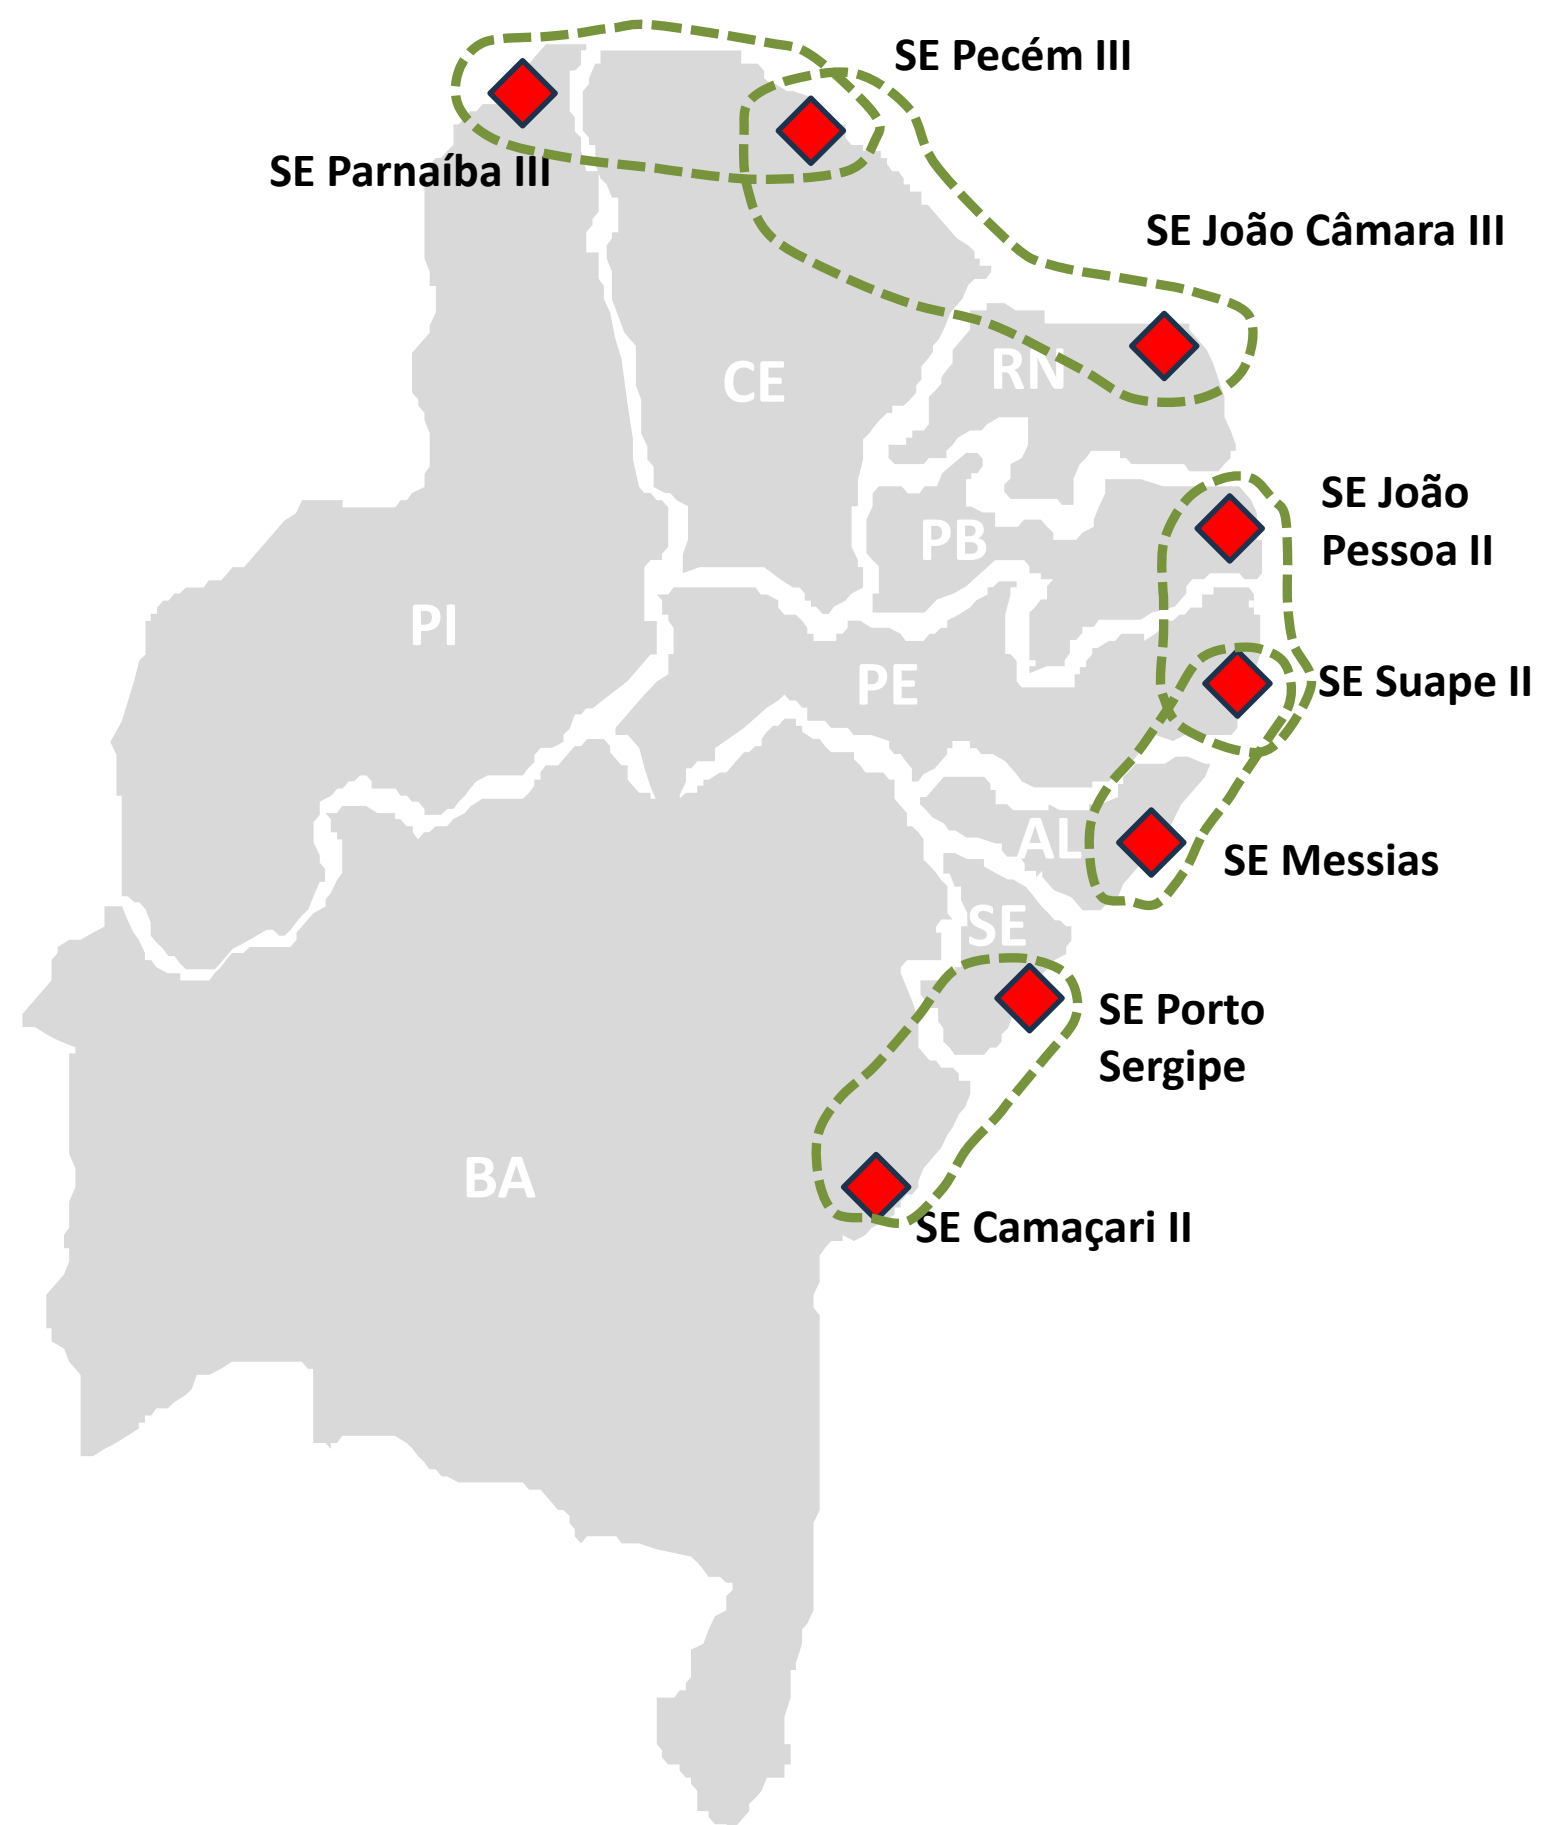 SE Pecém III
SE Parnaíba III
SE João Câmara III
CE
RN
SE João
Pessoa II
PB
PI
PE
SE Suape II
AL
SE Messias
SE
SE Porto
Sergipe
BA
SE Camaçari II